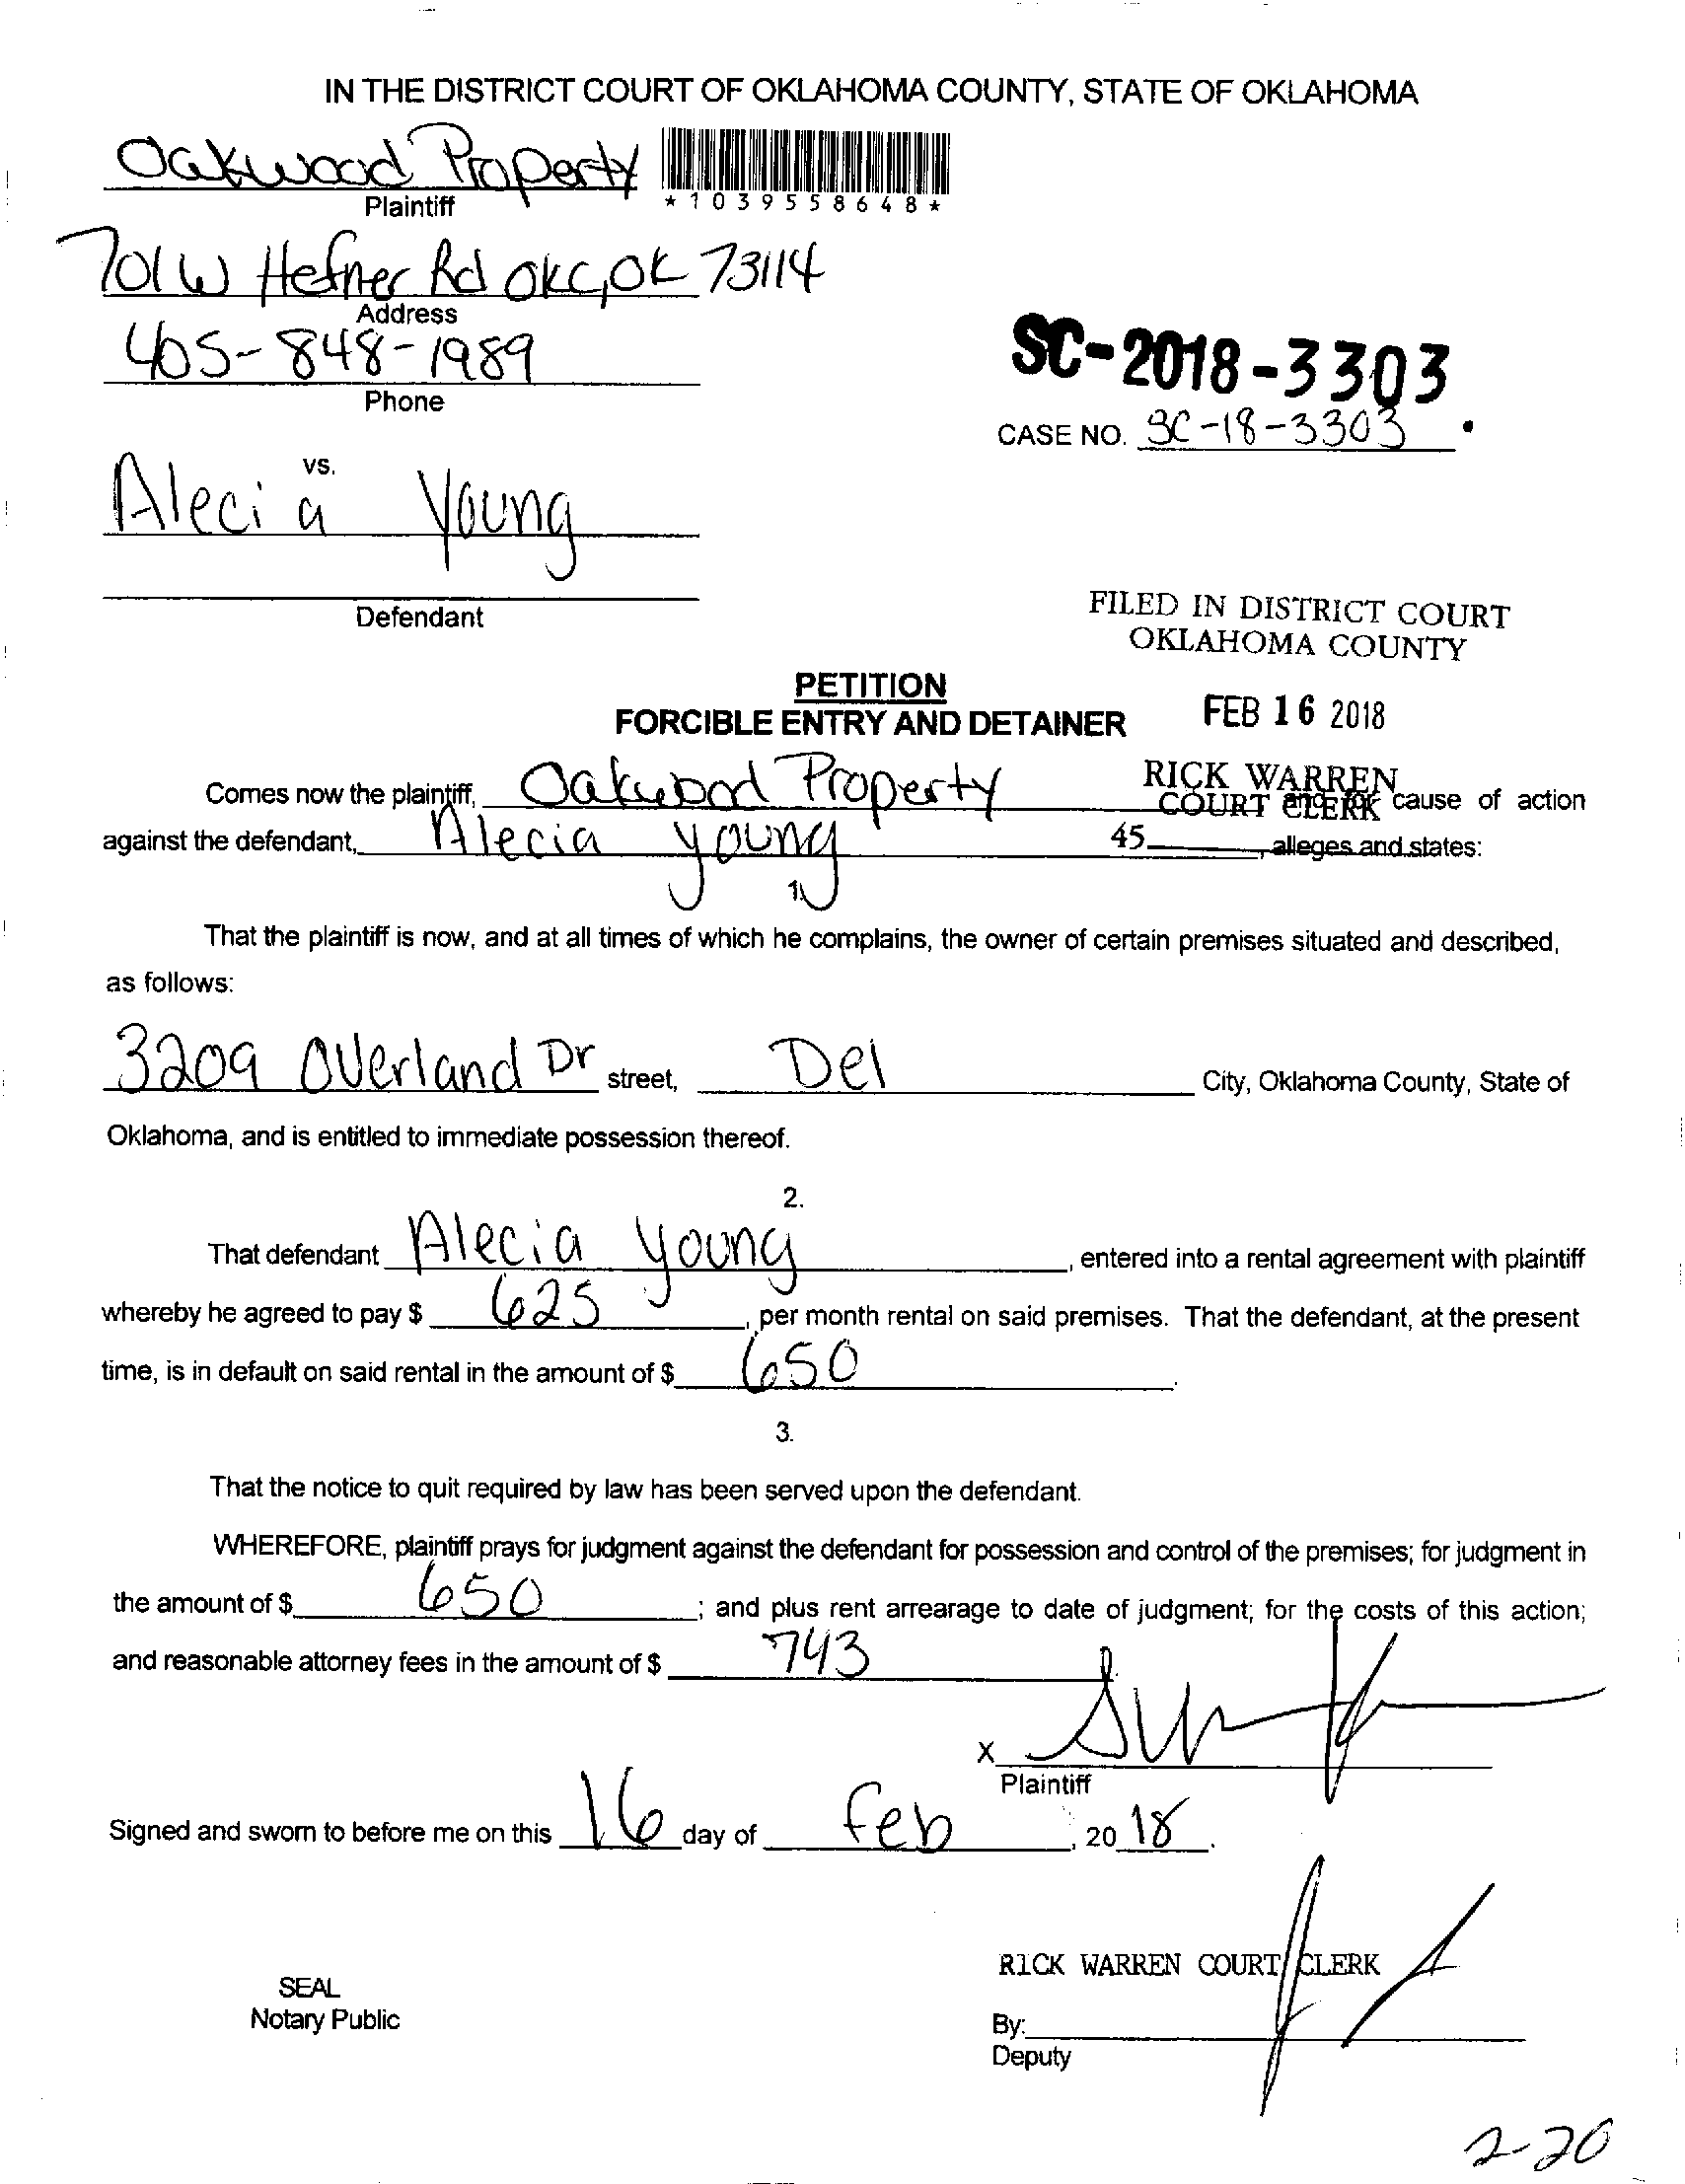 IN THE DISTRICT COURT OF OKLAHOMA COUNTY, STATE OF OKLAHOMA
Oakwood Property
Plaintiff
*1039558648*
701 W Hefner Rd OKC, OK 73114
Address
405-848-1989
Phone
SC-2018-3303
CASE NO. SC-18-3303
vs.
Alecia Young
Defendant
FILED IN DISTRICT COURT
OKLAHOMA COUNTY
PETITION
FORCIBLE ENTRY AND DETAINER
FEB 16 2018
RICK WARREN
COURT CLERK
45
Comes now the plaintiff, Oakwood Property and for cause of action
against the defendant, Alecia Young, alleges and states:
1.
That the plaintiff is now, and at all times of which he complains, the owner of certain premises situated and described,
as follows:
3209 Overland Dr street, Del City, Oklahoma County, State of
Oklahoma, and is entitled to immediate possession thereof.
2.
That defendant Alecia Young, entered into a rental agreement with plaintiff
whereby he agreed to pay $ 625, per month rental on said premises. That the defendant, at the present
time, is in default on said rental in the amount of $ 650.
3.
That the notice to quit required by law has been served upon the defendant.
WHEREFORE, plaintiff prays for judgment against the defendant for possession and control of the premises; for judgment in
the amount of $ 650; and plus rent arrearage to date of judgment; for the costs of this action;
and reasonable attorney fees in the amount of $ 743
X
Plaintiff
Signed and sworn to before me on this 16 day of Feb, 2018.
RICK WARREN COURT CLERK
SEAL
Notary Public
By:
Deputy
2-20